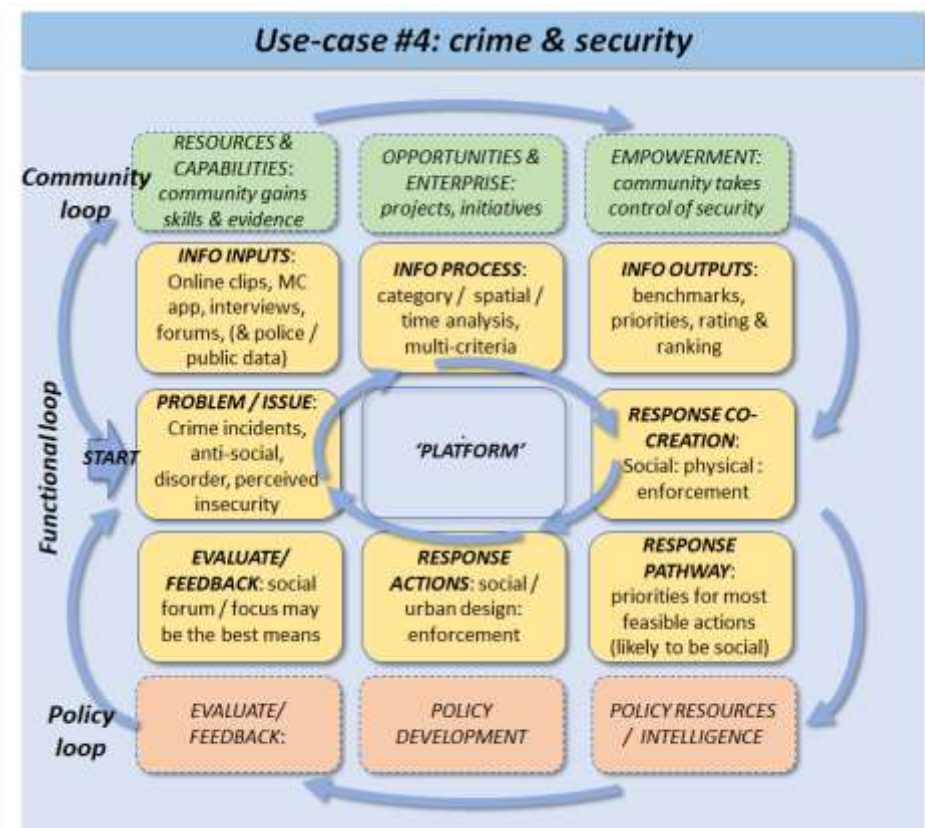 Use-case #4: crime & security
Community
loop
RESOURCES &
CAPABILITIES:
community gains
skills & evidence
OPPORTUNITIES &
ENTERPRISE:
projects, initiatives
EMPOWERMENT:
community takes
control of security
INFO INPUTS:
Online clips, MC
app, interviews,
forums, (& police /
public data)
INFO PROCESS:
category / spatial /
time analysis,
multi-criteria
INFO OUTPUTS:
benchmarks,
priorities, rating &
ranking
Functional loop
START
PROBLEM / ISSUE:
Crime incidents,
anti-social,
disorder, perceived
insecurity
'PLATFORM'
RESPONSE CO-
CREATION:
Social: physical :
enforcement
EVALUATE/
FEEDBACK: social
forum / focus may
be the best means
RESPONSE
ACTIONS: social /
urban design:
enforcement
RESPONSE
PATHWAY:
priorities for most
feasible actions
(likely to be social)
Policy
loop
EVALUATE/
FEEDBACK:
POLICY
DEVELOPMENT
POLICY RESOURCES
/ INTELLIGENCE